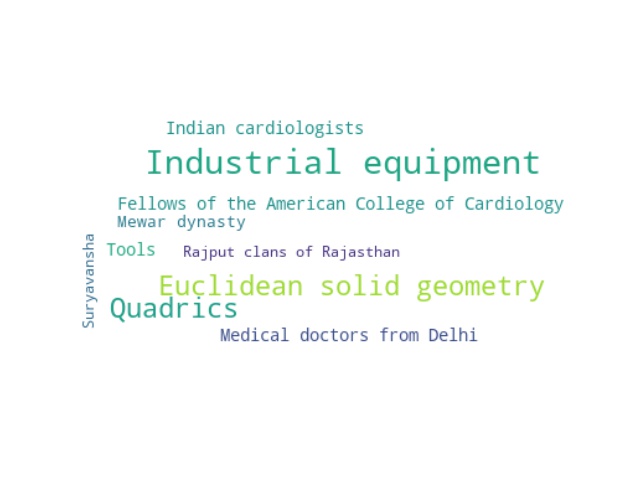 Indian cardiologists
Industrial equipment
Fellows of the American College of Cardiology
Mewar dynasty
Tools
Rajput clans of Rajasthan
Suryavansha
Euclidean solid geometry
Quadrics
Medical doctors from Delhi